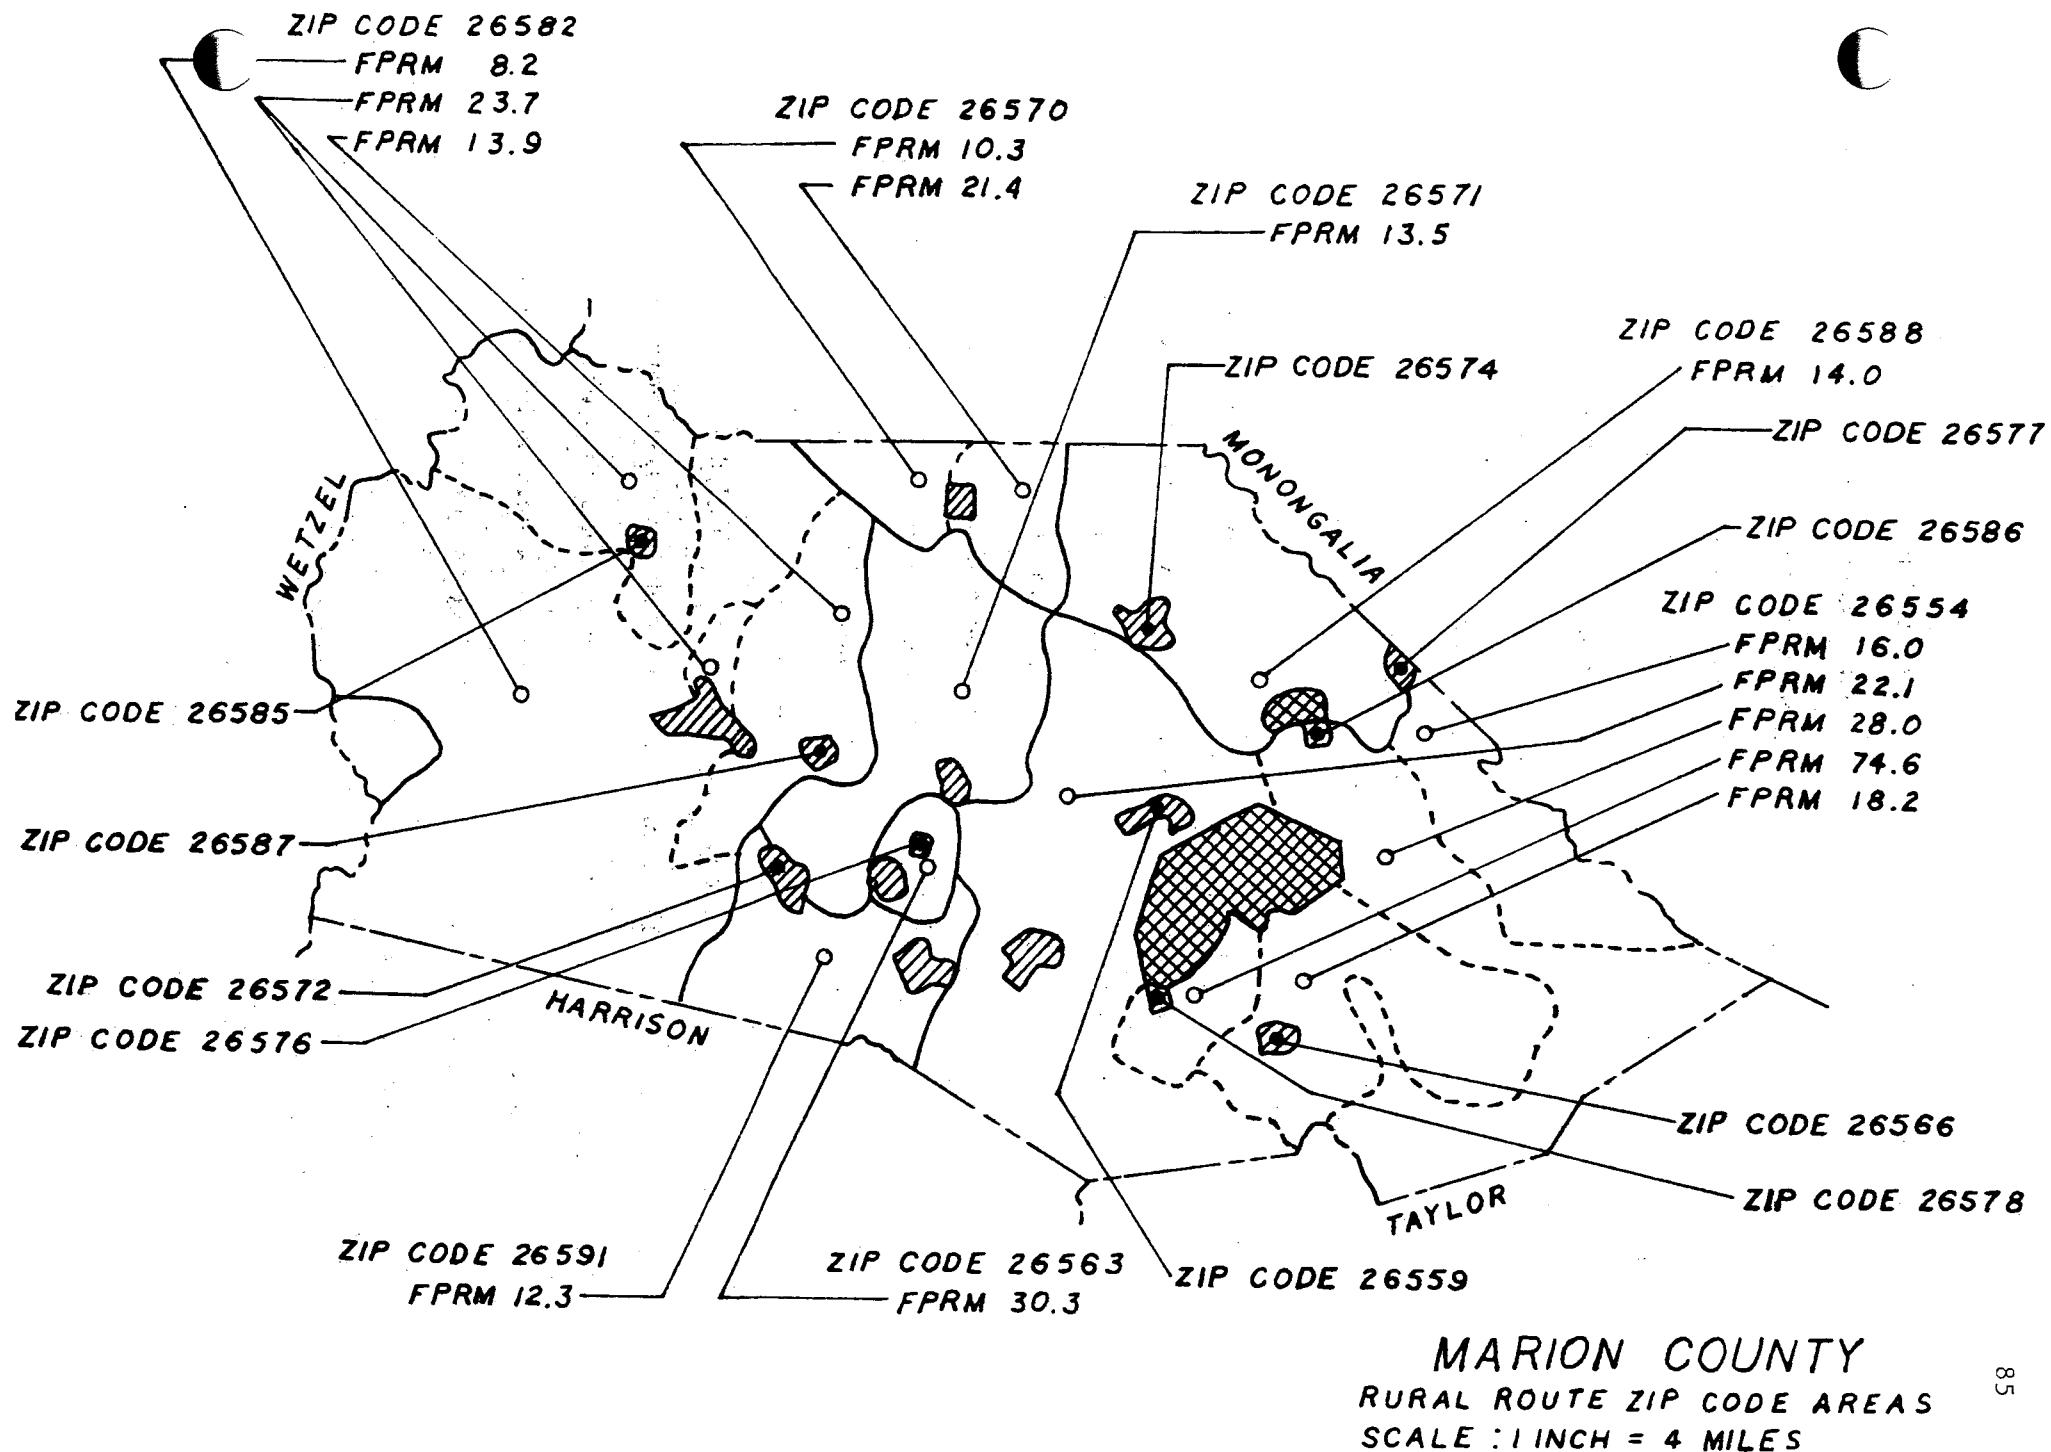 ZIP CODE 26582
FPRM 8.2
FPRM 23.7
FPRM 13.9
ZIP CODE 26570
FPRM 10.3
FPRM 21.4
ZIP CODE 26571
FPRM 13.5
ZIP CODE 26588
FPRM 14.0
ZIP CODE 26574
ZIP CODE 26577
MONONGALIA
WETZEL
ZIP CODE 26586
ZIP CODE 26554
FPRM 16.0
FPRM 22.1
FPRM 28.0
FPRM 74.6
FPRM 18.2
ZIP CODE 26585
ZIP CODE 26587
ZIP CODE 26572
ZIP CODE 26576
HARRISON
ZIP CODE 26566
ZIP CODE 26578
TAYLOR
ZIP CODE 26591
FPRM 12.3
ZIP CODE 26563
FPRM 30.3
ZIP CODE 26559
MARION COUNTY
RURAL ROUTE ZIP CODE AREAS
SCALE : 1 INCH = 4 MILES
85